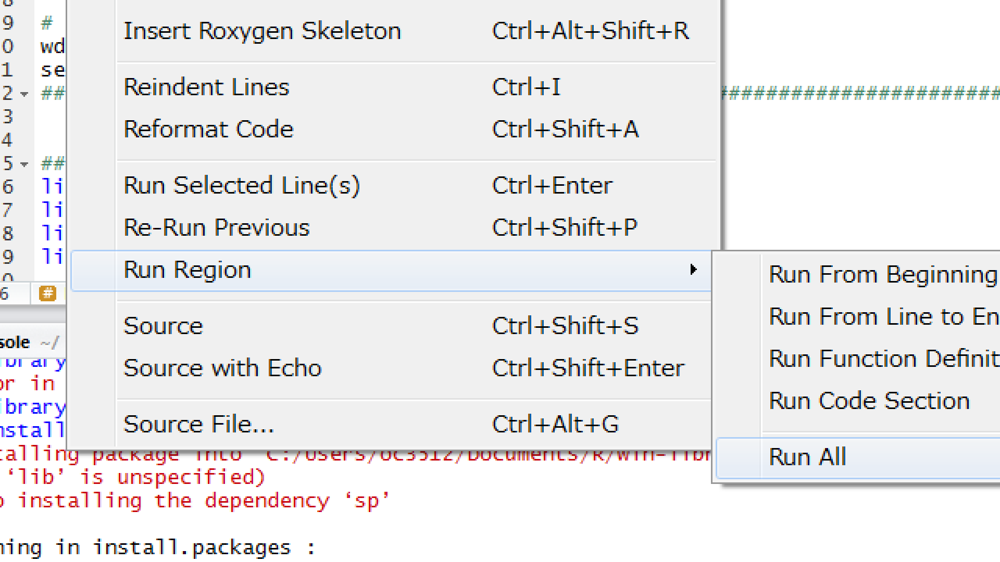 9 #
0 wd
1 se
2 ##
3
4
5 ##
6 li
7 li
8 li
9 li
6 #
Insert Roxygen Skeleton Ctrl+Alt+Shift+R
Reindent Lines Ctrl+I
Reformat Code Ctrl+Shift+A
Run Selected Line(s) Ctrl+Enter
Re-Run Previous Ctrl+Shift+P
Run Region
Source Ctrl+Shift+S
Source with Echo Ctrl+Shift+Enter
Source File... Ctrl+Alt+G
######################
Run From Beginning
Run From Line to En
Run Function Definit
Run Code Section
Run All
sole ~/
ibrary
or in
ibrary
nstall
talling package into ‘C:/Users/
‘lib’ is unspecified)
o installing the dependency ‘sp’
ning in install.packages :